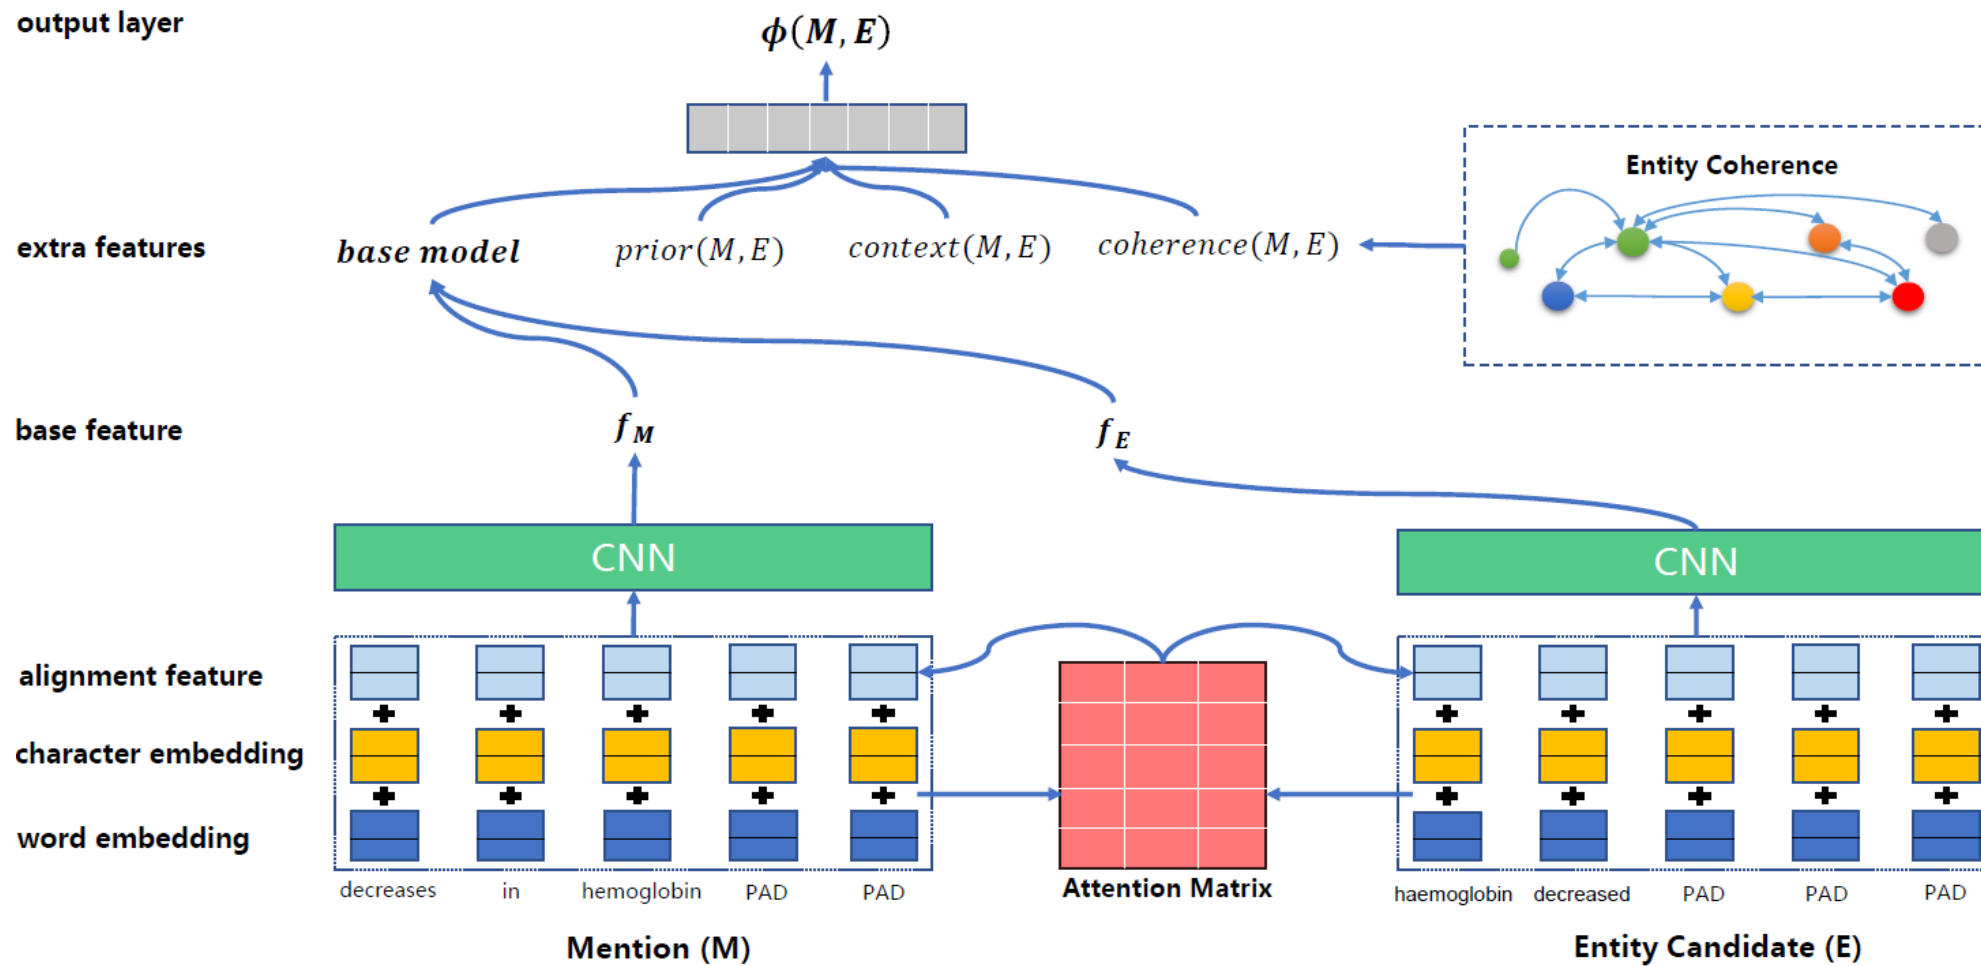 output layer
ϕ(M, E)
Entity Coherence
extra features
base model
prior(M, E)
context(M, E)
coherence(M, E)
base feature
f_M
f_E
CNN
CNN
alignment feature
character embedding
word embedding
decreases in hemoglobin PAD PAD
Attention Matrix
haemoglobin decreased PAD PAD PAD
Mention (M)
Entity Candidate (E)